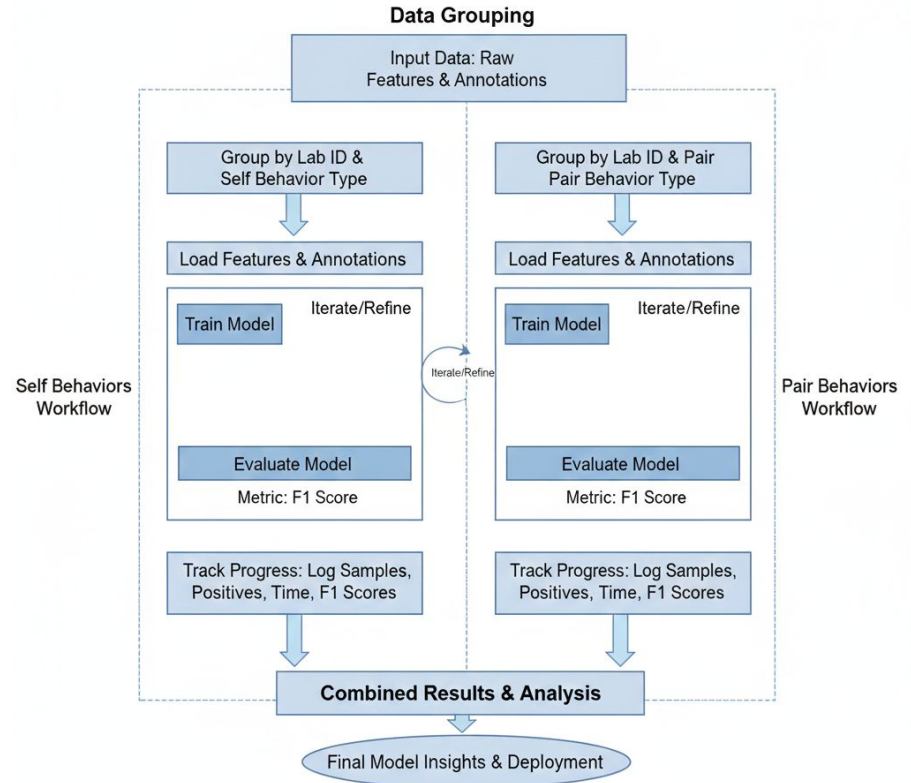 Data Grouping
Input Data: Raw
Features & Annotations
Group by Lab ID &
Self Behavior Type
Load Features & Annotations
Iterate/Refine
Train Model
Evaluate Model
Metric: F1 Score
Track Progress: Log Samples,
Positives, Time, F1 Scores
Self Behaviors
Workflow
Iterate/Refine
Group by Lab ID & Pair
Pair Behavior Type
Load Features & Annotations
Iterate/Refine
Train Model
Evaluate Model
Metric: F1 Score
Track Progress: Log Samples,
Positives, Time, F1 Scores
Pair Behaviors
Workflow
Combined Results & Analysis
Final Model Insights & Deployment